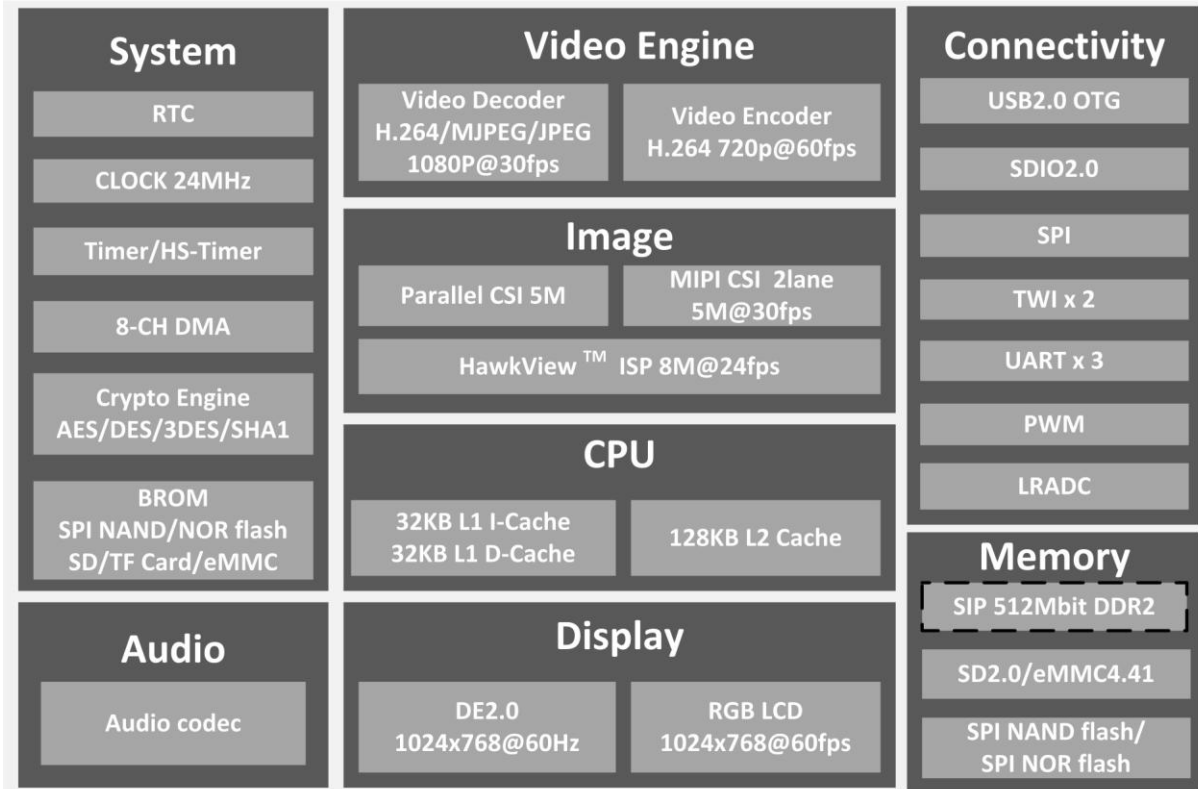 System
RTC
CLOCK 24MHz
Timer/HS-Timer
8-CH DMA
Crypto Engine
AES/DES/3DES/SHA1
BROM
SPI NAND/NOR flash
SD/TF Card/eMMC
Audio
Audio codec
Video Engine
Video Decoder
H.264/MJPEG/JPEG
1080P@30fps
Video Encoder
H.264 720p@60fps
Image
Parallel CSI 5M
MIPI CSI 2lane
5M@30fps
HawkView TM ISP 8M@24fps
CPU
32KB L1 I-Cache
32KB L1 D-Cache
128KB L2 Cache
Display
DE2.0
1024x768@60Hz
RGB LCD
1024x768@60fps
Connectivity
USB2.0 OTG
SDIO2.0
SPI
TWI x 2
UART x 3
PWM
LRADC
Memory
SIP 512Mbit DDR2
SD2.0/eMMC4.41
SPI NAND flash/
SPI NOR flash